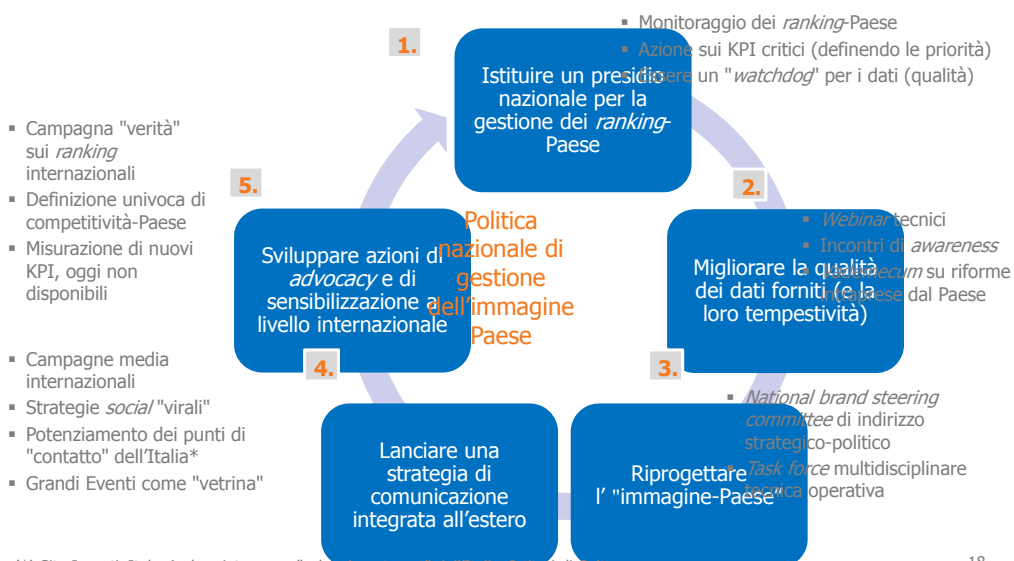 1.
Istituire un presidio
nazionale per la
gestione dei ranking-
Paese
▪ Monitoraggio dei ranking-Paese
▪ Azione sui KPI critici (definendo le priorità)
▪ Essere un "watchdog" per i dati (qualità)
2.
Migliorare la qualità
dei dati forniti (e la
loro tempestività)
▪ Webinar tecnici
▪ Incontri di awareness
▪ Vademecum su riforme
intraprese dal Paese
3.
Riprogettare
l' "immagine-Paese"
▪ National brand steering
committee di indirizzo
strategico-politico
▪ Task force multidisciplinare
tecnica operativa
4.
Lanciare una
strategia di
comunicazione
integrata all'estero
▪ Campagne media
internazionali
▪ Strategie social "virali"
▪ Potenziamento dei punti di
"contatto" dell'Italia*
▪ Grandi Eventi come "vetrina"
5.
Sviluppare azioni di
advocacy e di
sensibilizzazione a
livello internazionale
▪ Campagna "verità"
sui ranking
internazionali
▪ Definizione univoca di
competitività-Paese
▪ Misurazione di nuovi
KPI, oggi non
disponibili
Politica
nazionale di
gestione
dell'immagine
Paese
18